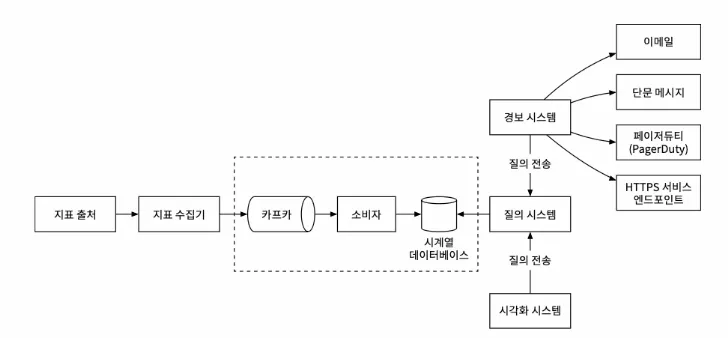 이메일
단문 메시지
경보 시스템
페이저듀티
(PagerDuty)
질의 전송
HTTPS 서비스
엔드포인트
지표 출처
지표 수집기
카프카
소비자
시계열
데이터베이스
질의 시스템
질의 전송
시각화 시스템